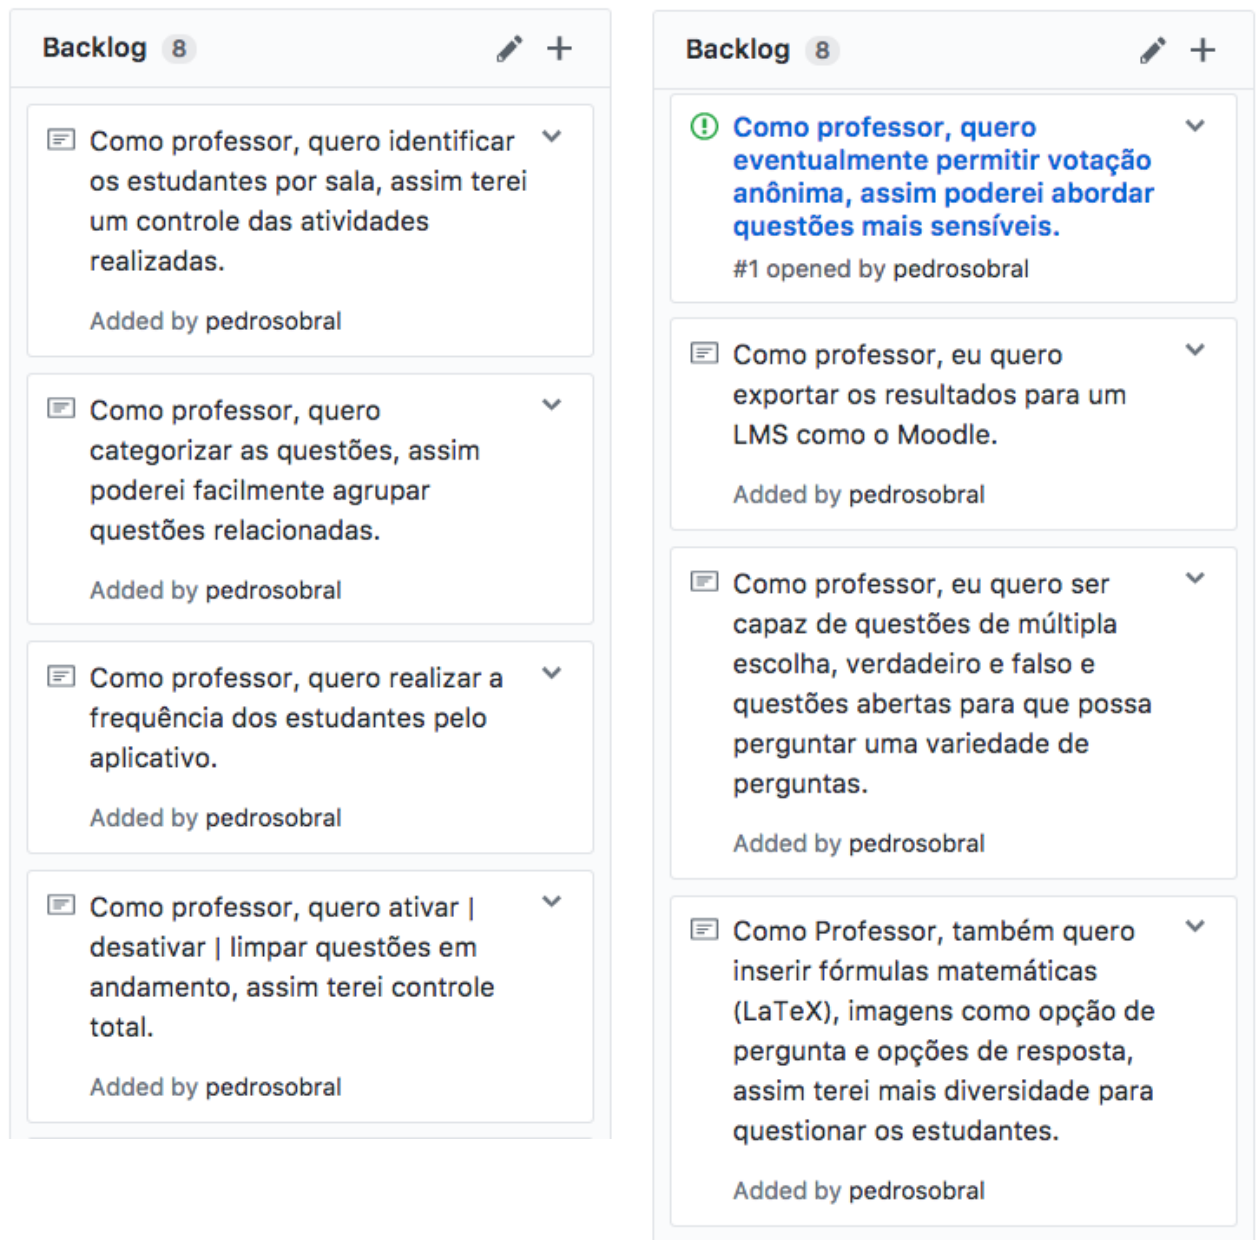 Backlog 8
Como professor, quero identificar
os estudantes por sala, assim terei
um controle das atividades
realizadas.
Added by pedrosobral
Como professor, quero
categorizar as questões, assim
poderei facilmente agrupar
questões relacionadas.
Added by pedrosobral
Como professor, quero realizar a
frequência dos estudantes pelo
aplicativo.
Added by pedrosobral
Como professor, quero ativar |
desativar | limpar questões em
andamento, assim terei controle
total.
Added by pedrosobral
Backlog 8
Como professor, quero
eventualmente permitir votação
anônima, assim poderei abordar
questões mais sensíveis.
#1 opened by pedrosobral
Como professor, eu quero
exportar os resultados para um
LMS como o Moodle.
Added by pedrosobral
Como professor, eu quero ser
capaz de questões de múltipla
escolha, verdadeiro e falso e
questões abertas para que possa
perguntar uma variedade de
perguntas.
Added by pedrosobral
Como Professor, também quero
inserir fórmulas matemáticas
(LaTeX), imagens como opção de
pergunta e opções de resposta,
assim terei mais diversidade para
questionar os estudantes.
Added by pedrosobral